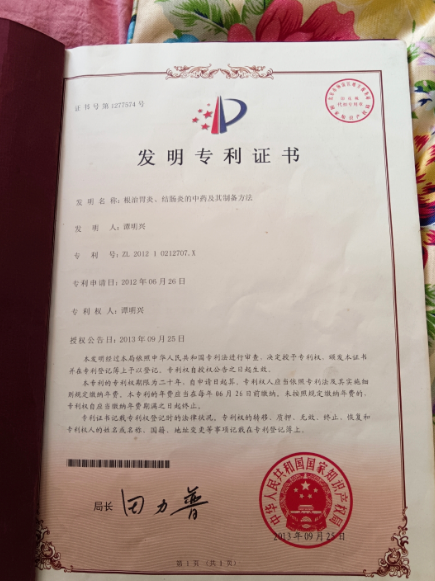 证书号第1277574号
发明专利证书
发明名称：根治胃炎、结肠炎的中药及其制备方法
发明人：谭明兴
专利号：ZL 2012 1 0212707.X
专利申请日：2012年06月26日
专利权人：谭明兴
授权公告日：2013年09月25日
本发明经过本局依照中华人民共和国专利法进行审查，决定授予专利权，颁发本证书
并在专利登记簿上予以登记。专利权自授权公告之日起生效。
本专利的专利权期限为二十年，自申请日起算。专利权人应当依照专利法及其实施细
则规定缴纳年费。本专利的年费应当在每年06月26日前缴纳。未按照规定缴纳年费的，
专利权自应当缴纳年费期满之日起终止。
专利证书记载专利权登记时的法律状况。专利权的转移、质押、无效、终止、恢复和
专利权人的姓名或名称、国籍、地址变更等事项记载在专利登记簿上。
局长 田力普
中华人民共和国国家知识产权局
2013年09月25日
第1页（共1页）